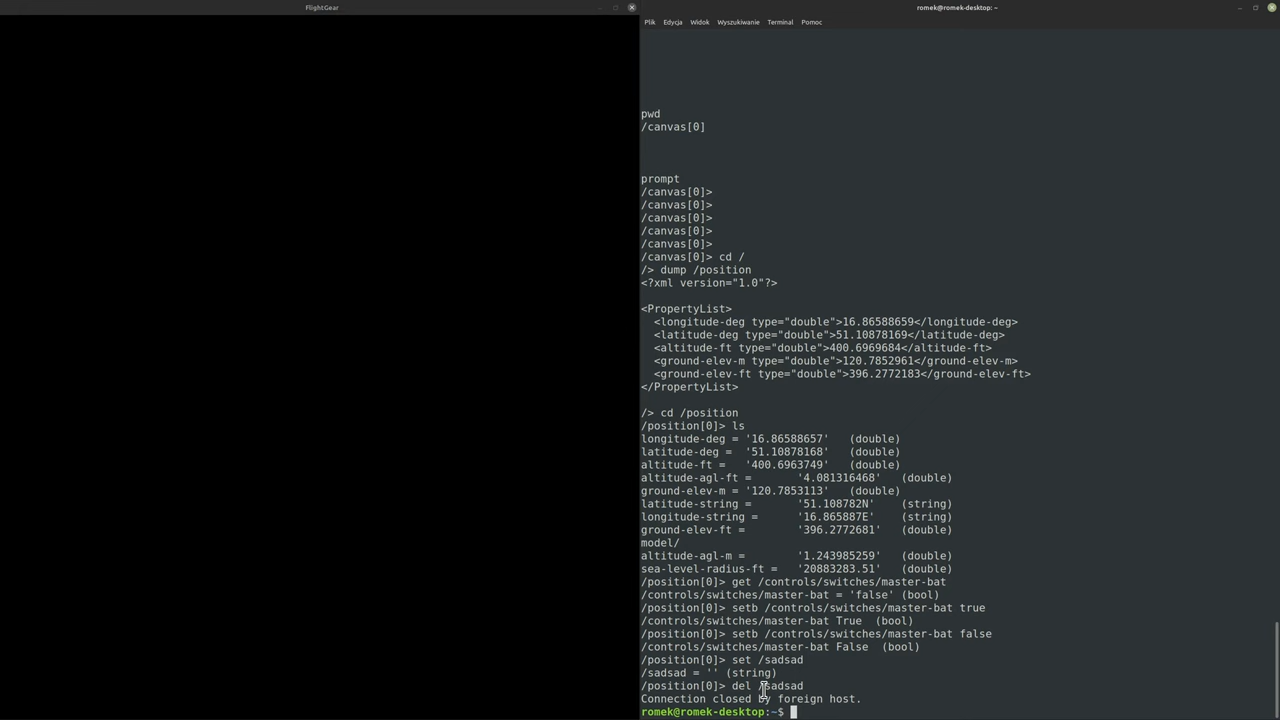 FlightGear
romek@romek-desktop: ~
Plik Edycja Widok Wyszukiwanie Terminal Pomoc
pwd
/canvas[0]
prompt
/canvas[0]>
/canvas[0]>
/canvas[0]>
/canvas[0]>
/canvas[0]>
/canvas[0]> cd /
/> dump /position
<?xml version="1.0"?>
<PropertyList>
<longitude-deg type="double">16.86588659</longitude-deg>
<latitude-deg type="double">51.10878169</latitude-deg>
<altitude-ft type="double">400.6969684</altitude-ft>
<ground-elev-m type="double">120.7852961</ground-elev-m>
<ground-elev-ft type="double">396.2772183</ground-elev-ft>
</PropertyList>
/> cd /position
/position[0]> ls
longitude-deg = '16.86588657' (double)
latitude-deg = '51.10878168' (double)
altitude-ft = '400.6963749' (double)
altitude-agl-ft = '4.081316468' (double)
ground-elev-m = '120.7853113' (double)
latitude-string = '51.108782N' (string)
longitude-string = '16.865887E' (string)
ground-elev-ft = '396.2772681' (double)
model/
altitude-agl-m = '1.243985259' (double)
sea-level-radius-ft = '20883283.51' (double)
/position[0]> get /controls/switches/master-bat
/controls/switches/master-bat = 'false' (bool)
/position[0]> setb /controls/switches/master-bat true
/controls/switches/master-bat True (bool)
/position[0]> setb /controls/switches/master-bat false
/controls/switches/master-bat False (bool)
/position[0]> set /sadsad
/sadsad = '' (string)
/position[0]> del /sadsad
Connection closed by foreign host.
romek@romek-desktop:~$